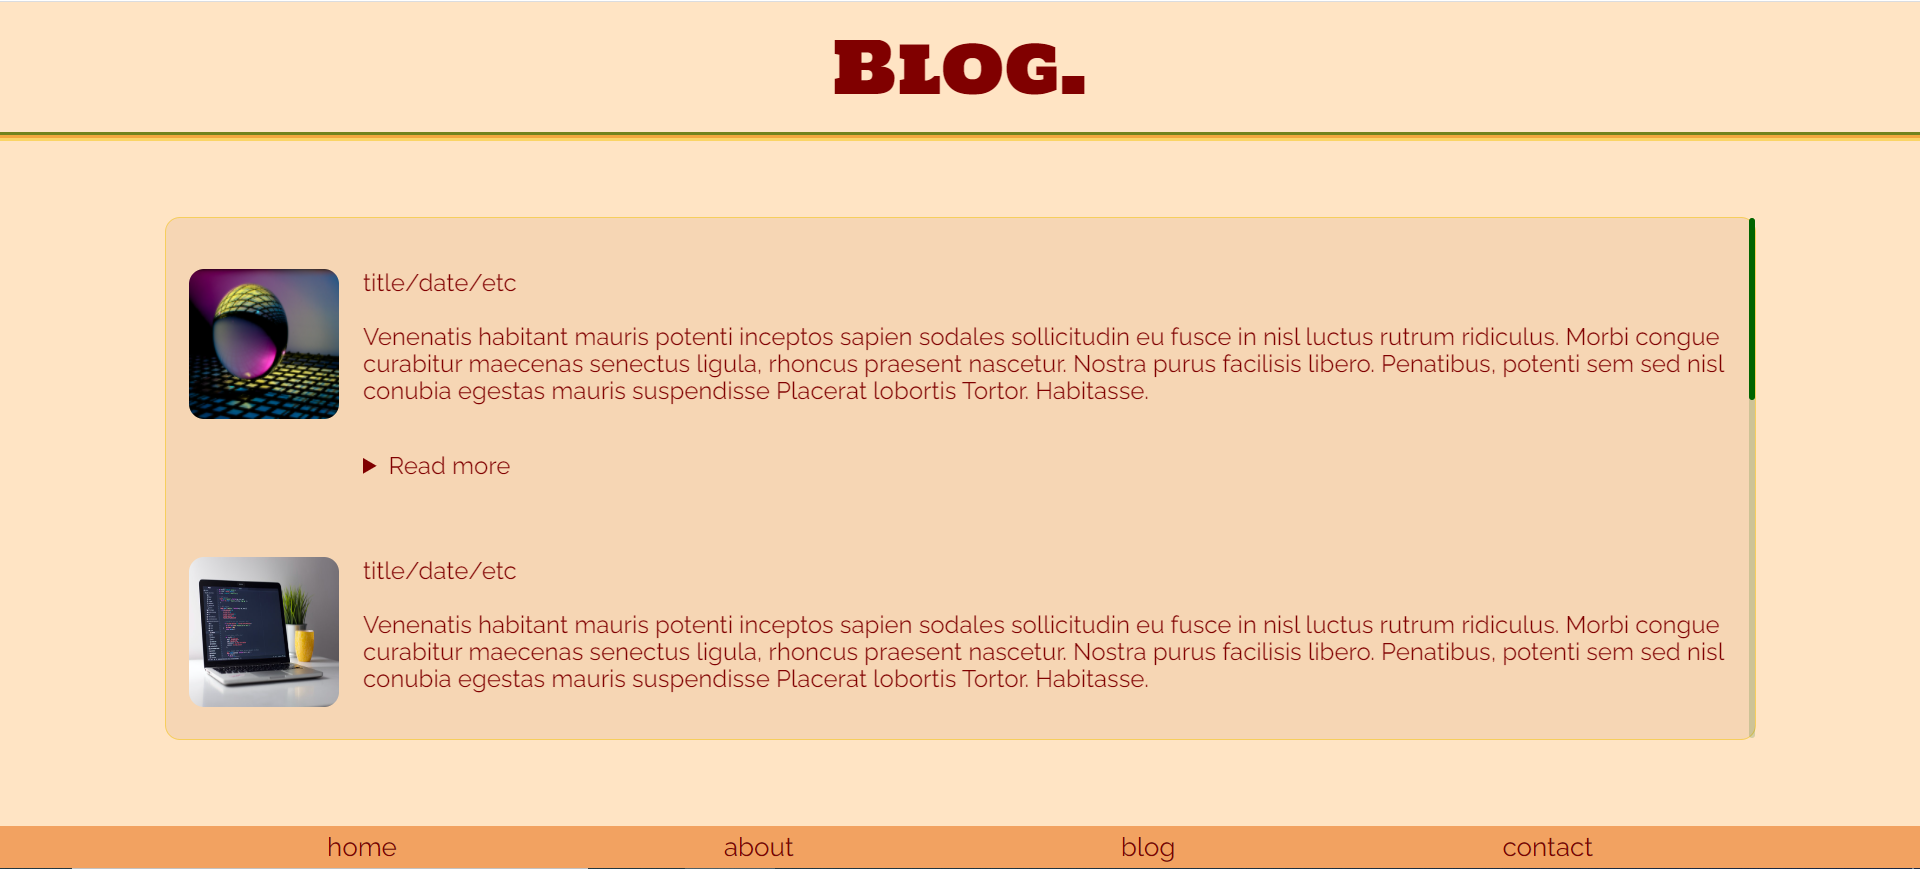 Blog.
title/date/etc
Venenatis habitant mauris potenti inceptos sapien sodales sollicitudin eu fusce in nisl luctus rutrum ridiculus. Morbi congue
curabitur maecenas senectus ligula, rhoncus praesent nascetur. Nostra purus facilisis libero. Penatibus, potenti sem sed nisl
conubia egestas mauris suspendisse Placerat lobortis Tortor. Habitasse.
Read more
title/date/etc
Venenatis habitant mauris potenti inceptos sapien sodales sollicitudin eu fusce in nisl luctus rutrum ridiculus. Morbi congue
curabitur maecenas senectus ligula, rhoncus praesent nascetur. Nostra purus facilisis libero. Penatibus, potenti sem sed nisl
conubia egestas mauris suspendisse Placerat lobortis Tortor. Habitasse.
home about blog contact